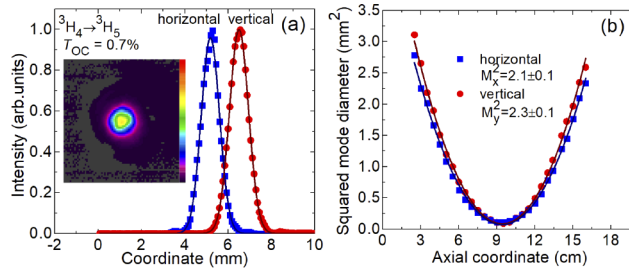 horizontal vertical (a)
³H₄→³H₅
T_OC = 0.7%
1.0
0.8
0.6
0.4
0.2
0.0
Intensity (arb.units)
-2 0 2 4 6 8 10
Coordinate (mm)
(b)
horizontal
M²ₓ=2.1±0.1
vertical
M²ᵧ=2.3±0.1
3.5
3.0
2.5
2.0
1.5
1.0
0.5
0.0
Squared mode diameter (mm²)
0 3 6 9 12 15 18
Axial coordinate (cm)